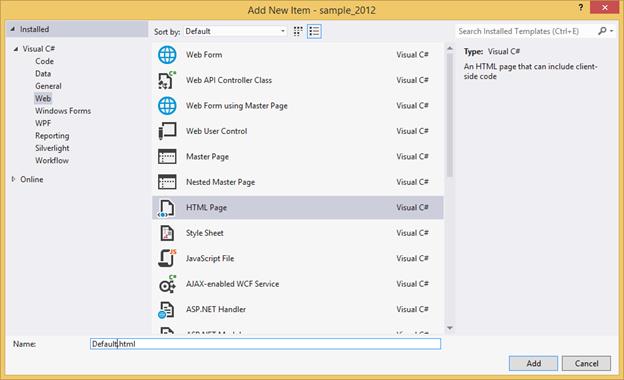 Add New Item - sample_2012
Installed
Visual C#
Code
Data
General
Web
Windows Forms
WPF
Reporting
Silverlight
Workflow
Online
Sort by: Default
Web Form Visual C#
Web API Controller Class Visual C#
Web Form using Master Page Visual C#
Web User Control Visual C#
Master Page Visual C#
Nested Master Page Visual C#
HTML Page Visual C#
Style Sheet Visual C#
JavaScript File Visual C#
AJAX-enabled WCF Service Visual C#
ASP.NET Handler Visual C#
Search Installed Templates (Ctrl+E)
Type: Visual C#
An HTML page that can include client-
side code
Name: Default.html
Add Cancel